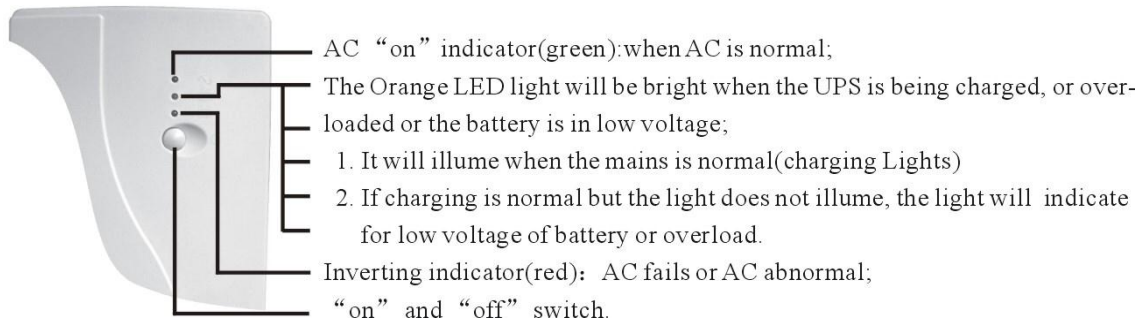 AC “on” indicator(green):when AC is normal;
The Orange LED light will be bright when the UPS is being charged, or over-
loaded or the battery is in low voltage;
1. It will illume when the mains is normal(charging Lights)
2. If charging is normal but the light does not illume, the light will indicate
for low voltage of battery or overload.
Inverting indicator(red)：AC fails or AC abnormal;
“on” and “off” switch.